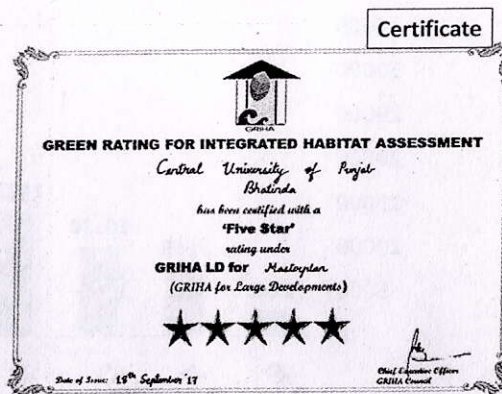 Certificate
GRIHA
GREEN RATING FOR INTEGRATED HABITAT ASSESSMENT
Central University of Punjab
Bhatinda
has been certified with a
'Five Star'
rating under
GRIHA LD for Masterplan
(GRIHA for Large Developments)
Date of Issue: 18th September '17
Chief Executive Officer
GRIHA Council